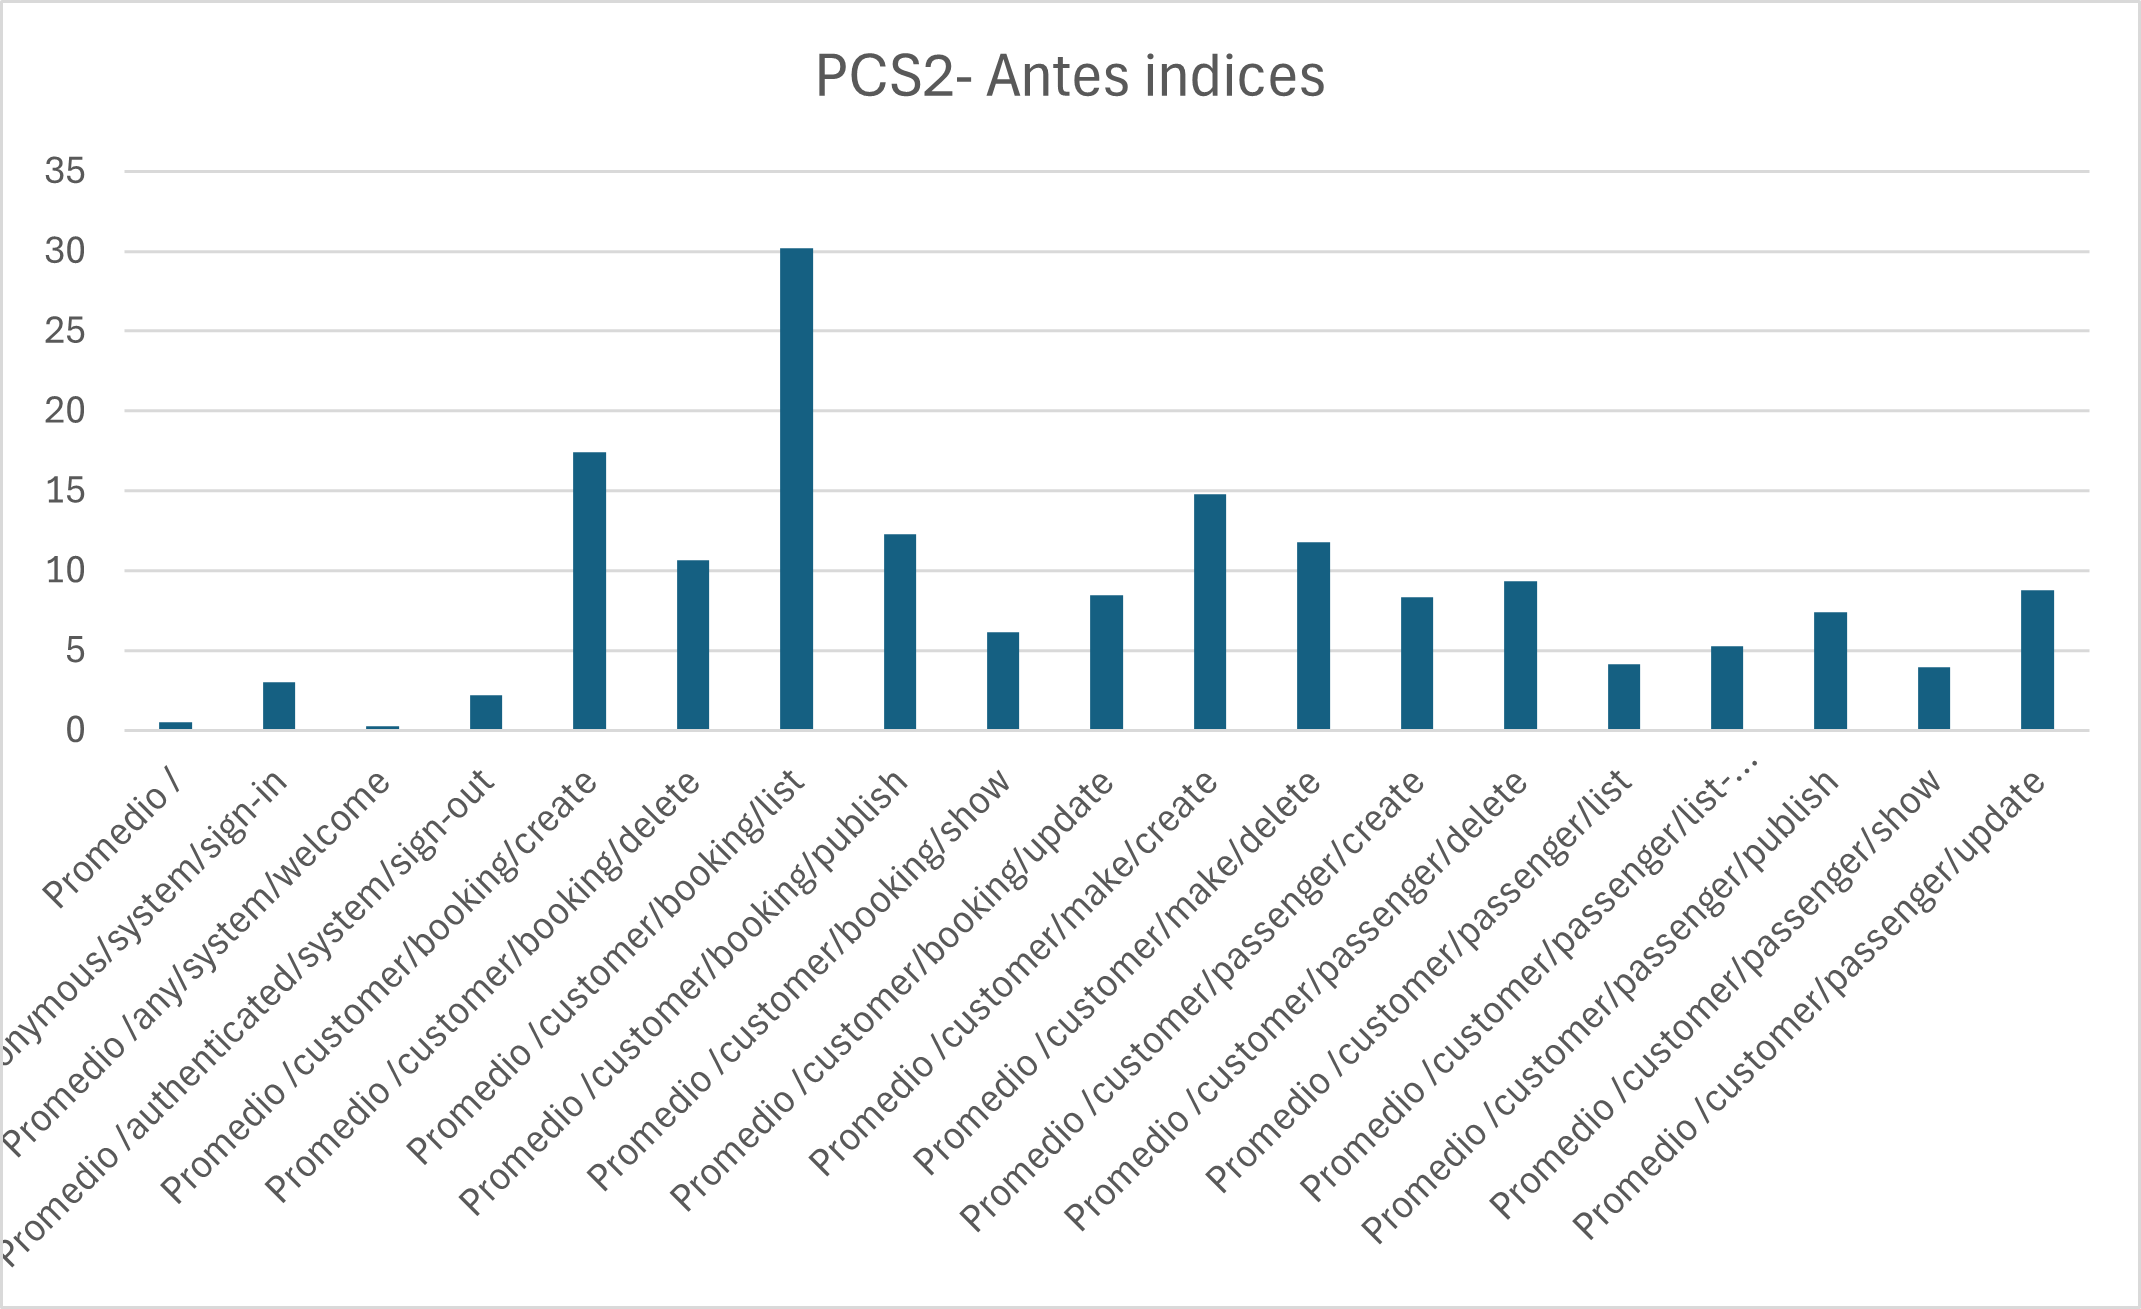 PCS2- Antes indices
35
30
25
20
15
10
5
0
Promedio /
onymous/system/sign-in
Promedio /any/system/welcome
Promedio /authenticated/system/sign-out
Promedio /customer/booking/create
Promedio /customer/booking/delete
Promedio /customer/booking/list
Promedio /customer/booking/publish
Promedio /customer/booking/show
Promedio /customer/booking/update
Promedio /customer/make/create
Promedio /customer/make/delete
Promedio /customer/passenger/create
Promedio /customer/passenger/delete
Promedio /customer/passenger/list
Promedio /customer/passenger/list-…
Promedio /customer/passenger/publish
Promedio /customer/passenger/show
Promedio /customer/passenger/update